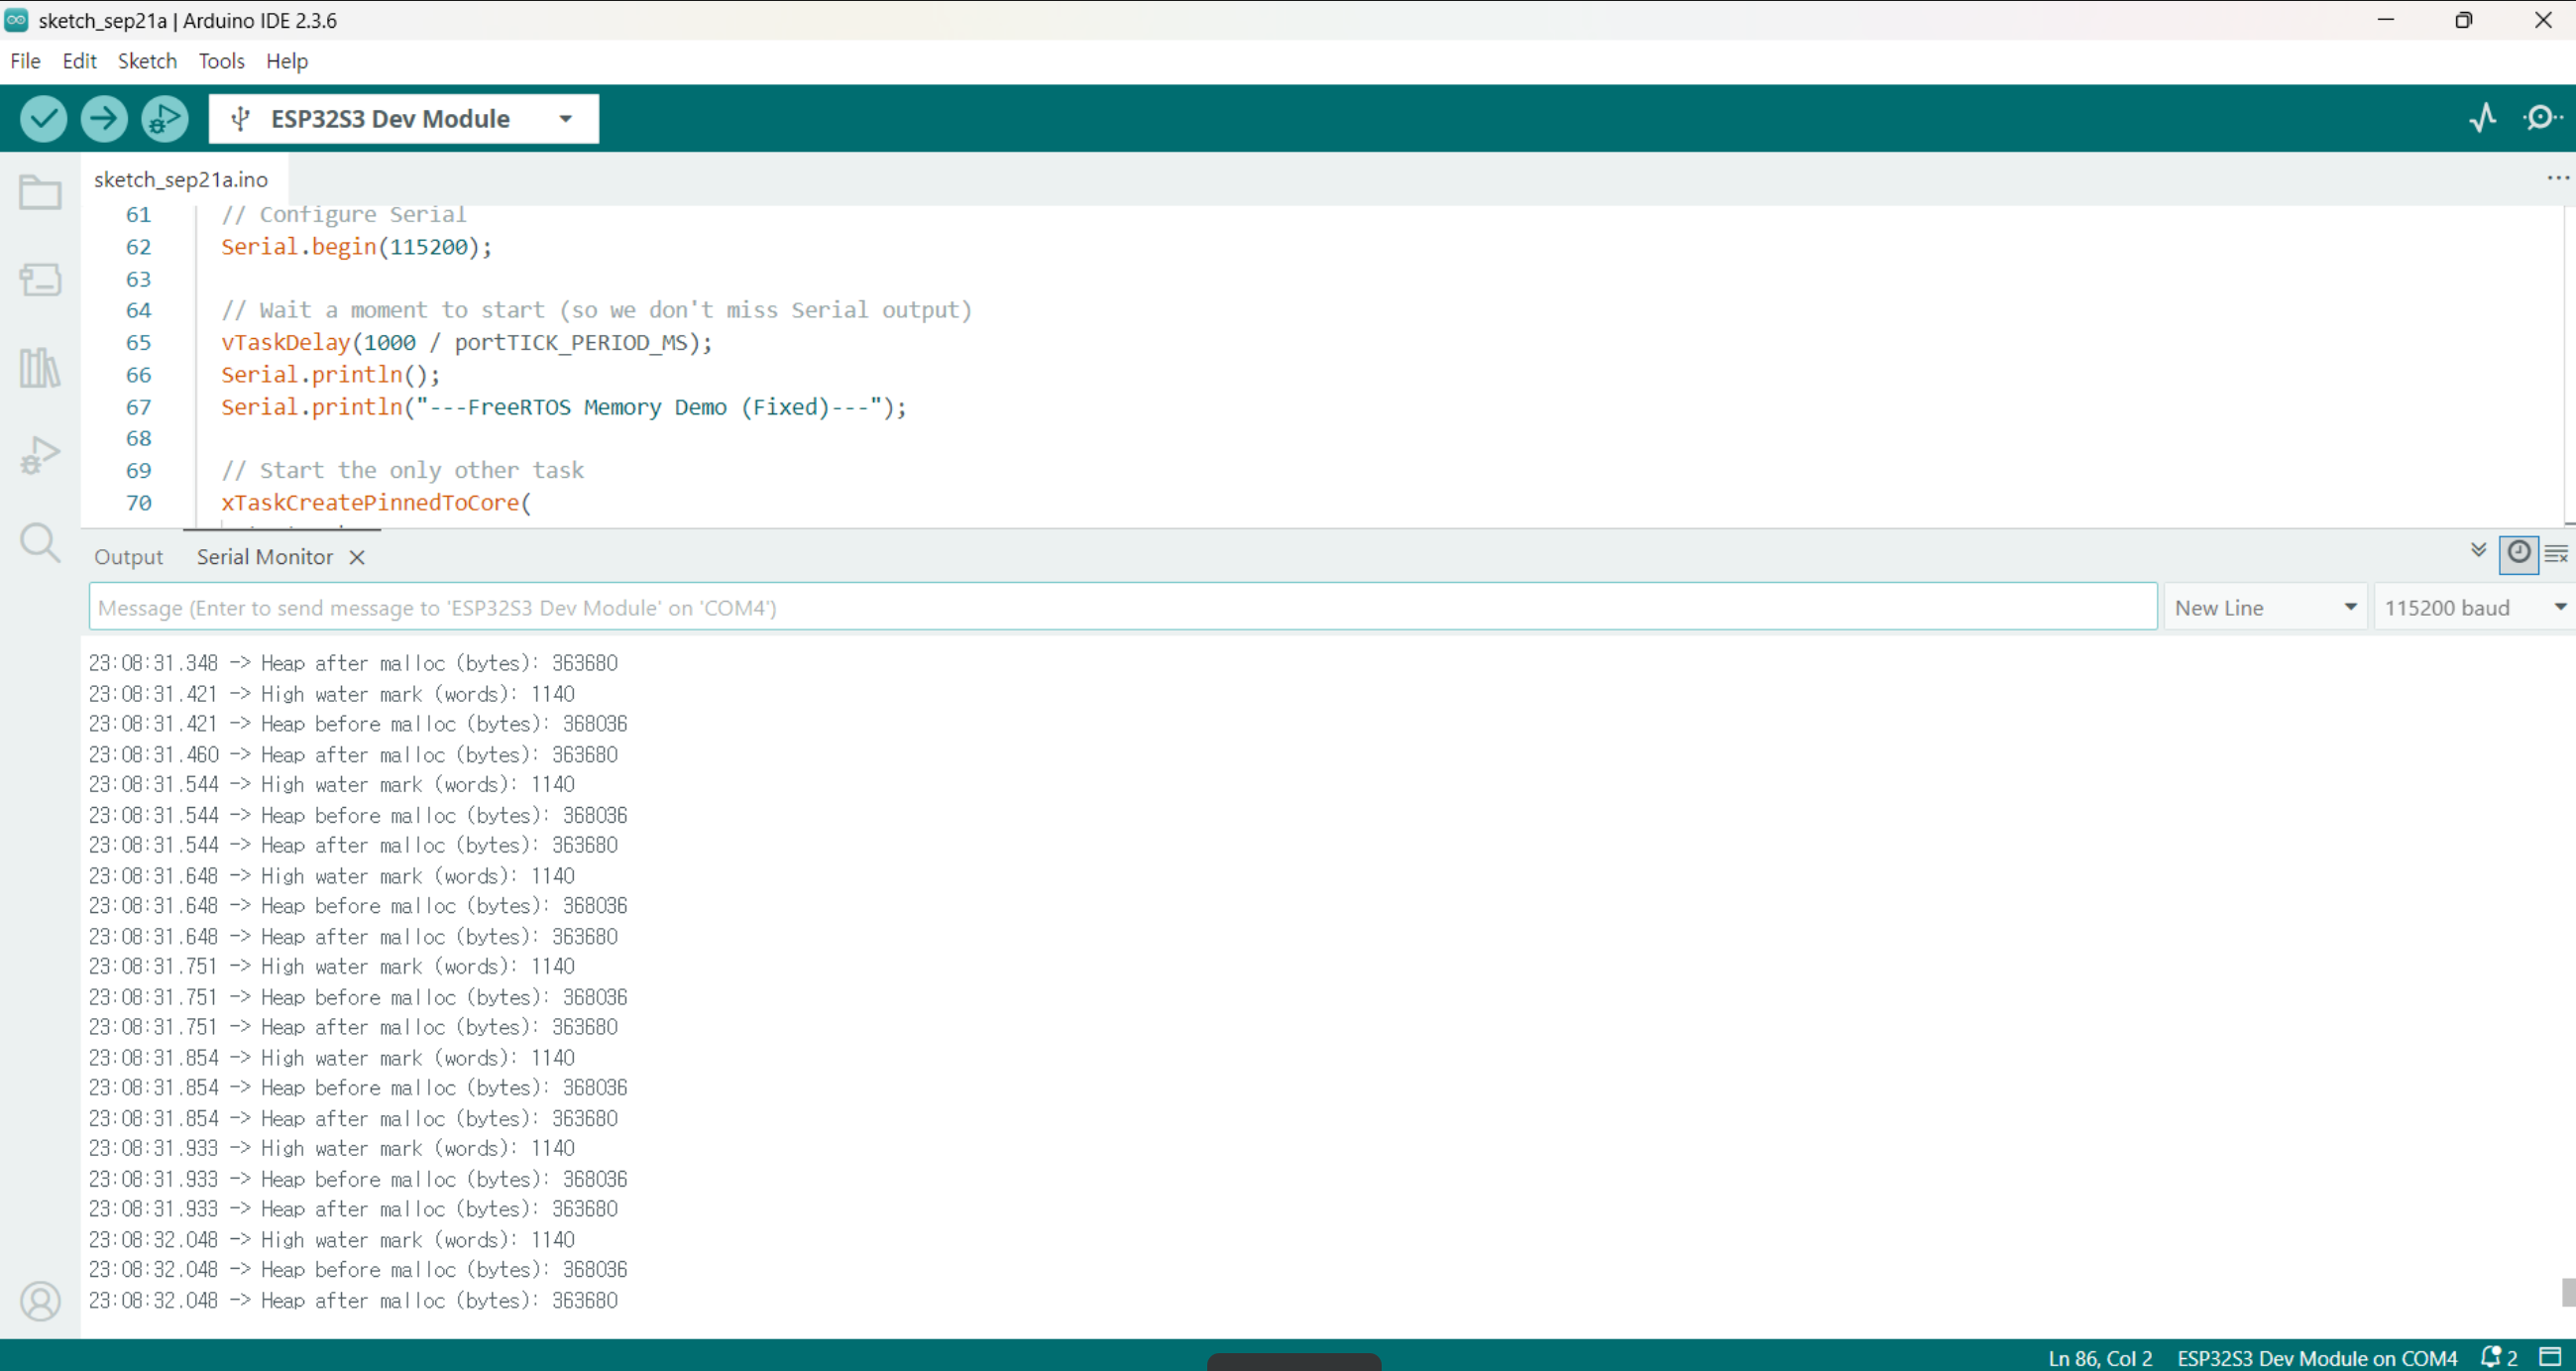 sketch_sep21a | Arduino IDE 2.3.6
File Edit Sketch Tools Help
ESP32S3 Dev Module
sketch_sep21a.ino
61 // Configure Serial
62 Serial.begin(115200);
63
64 // Wait a moment to start (so we don't miss Serial output)
65 vTaskDelay(1000 / portTICK_PERIOD_MS);
66 Serial.println();
67 Serial.println("---FreeRTOS Memory Demo (Fixed)---");
68
69 // Start the only other task
70 xTaskCreatePinnedToCore(
Output Serial Monitor
Message (Enter to send message to 'ESP32S3 Dev Module' on 'COM4') New Line 115200 baud
23:08:31.348 -> Heap after malloc (bytes): 363680
23:08:31.421 -> High water mark (words): 1140
23:08:31.421 -> Heap before malloc (bytes): 368036
23:08:31.460 -> Heap after malloc (bytes): 363680
23:08:31.544 -> High water mark (words): 1140
23:08:31.544 -> Heap before malloc (bytes): 368036
23:08:31.544 -> Heap after malloc (bytes): 363680
23:08:31.648 -> High water mark (words): 1140
23:08:31.648 -> Heap before malloc (bytes): 368036
23:08:31.648 -> Heap after malloc (bytes): 363680
23:08:31.751 -> High water mark (words): 1140
23:08:31.751 -> Heap before malloc (bytes): 368036
23:08:31.751 -> Heap after malloc (bytes): 363680
23:08:31.854 -> High water mark (words): 1140
23:08:31.854 -> Heap before malloc (bytes): 368036
23:08:31.854 -> Heap after malloc (bytes): 363680
23:08:31.933 -> High water mark (words): 1140
23:08:31.933 -> Heap before malloc (bytes): 368036
23:08:31.933 -> Heap after malloc (bytes): 363680
23:08:32.048 -> High water mark (words): 1140
23:08:32.048 -> Heap before malloc (bytes): 368036
23:08:32.048 -> Heap after malloc (bytes): 363680
Ln 86, Col 2 ESP32S3 Dev Module on COM4 2